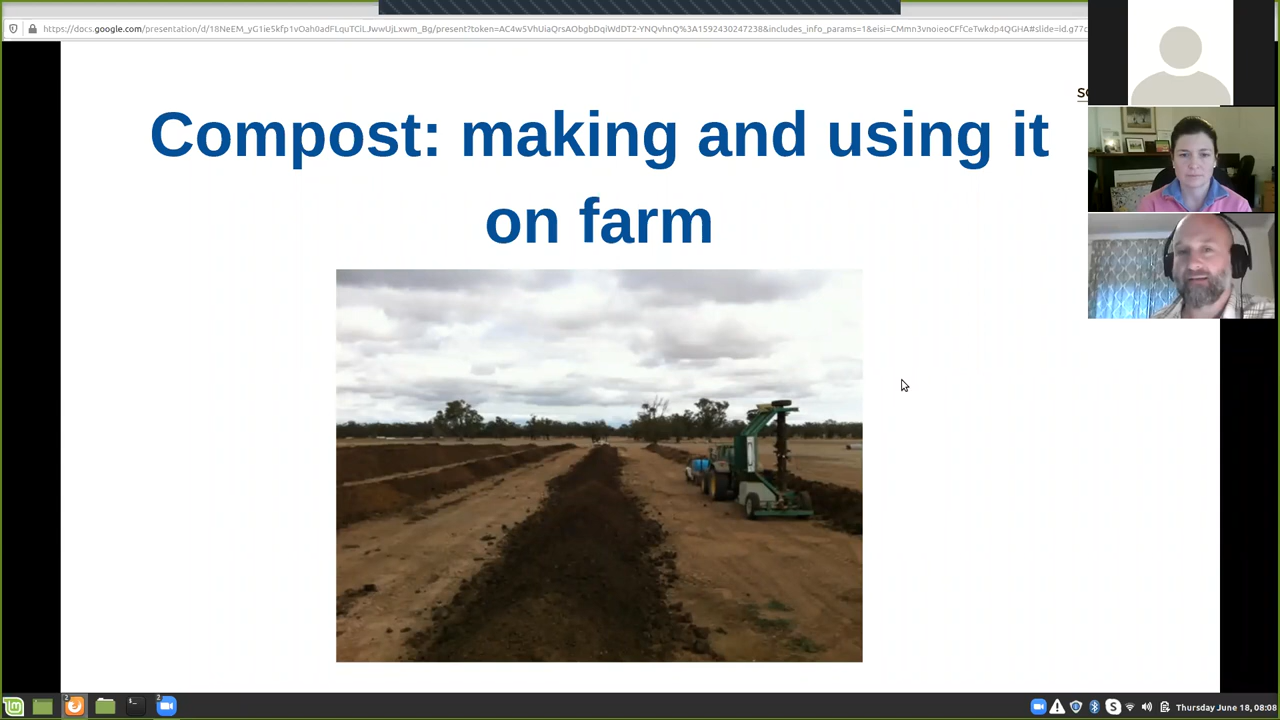 https://docs.google.com/presentation/d/18NeEM_yG1ie5kfp1vOah0adFLquTCiLJwwUjLxwm_Bg/present?token=AC4w5VhUiaQrsAObgbDqiWdDT2-YNQvhnQ%3A1592430247238&includes_info_params=1&eisi=CMmn3vnoieoCFfCeTwkdp4QGHA#slide=id.g77c
Compost: making and using it
on farm
Thursday June 18, 08:08